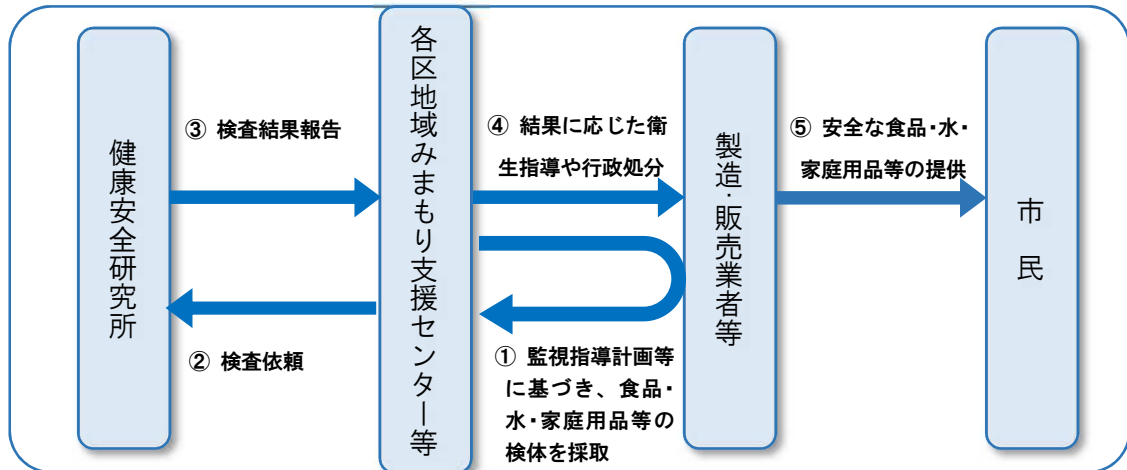 健康安全研究所
③ 検査結果報告
② 検査依頼
各区地域みまもり支援センター等
④ 結果に応じた衛
生指導や行政処分
① 監視指導計画等
に基づき、食品・
水・家庭用品等の
検体を採取
製造・販売業者等
⑤ 安全な食品・水・
家庭用品等の提供
市民